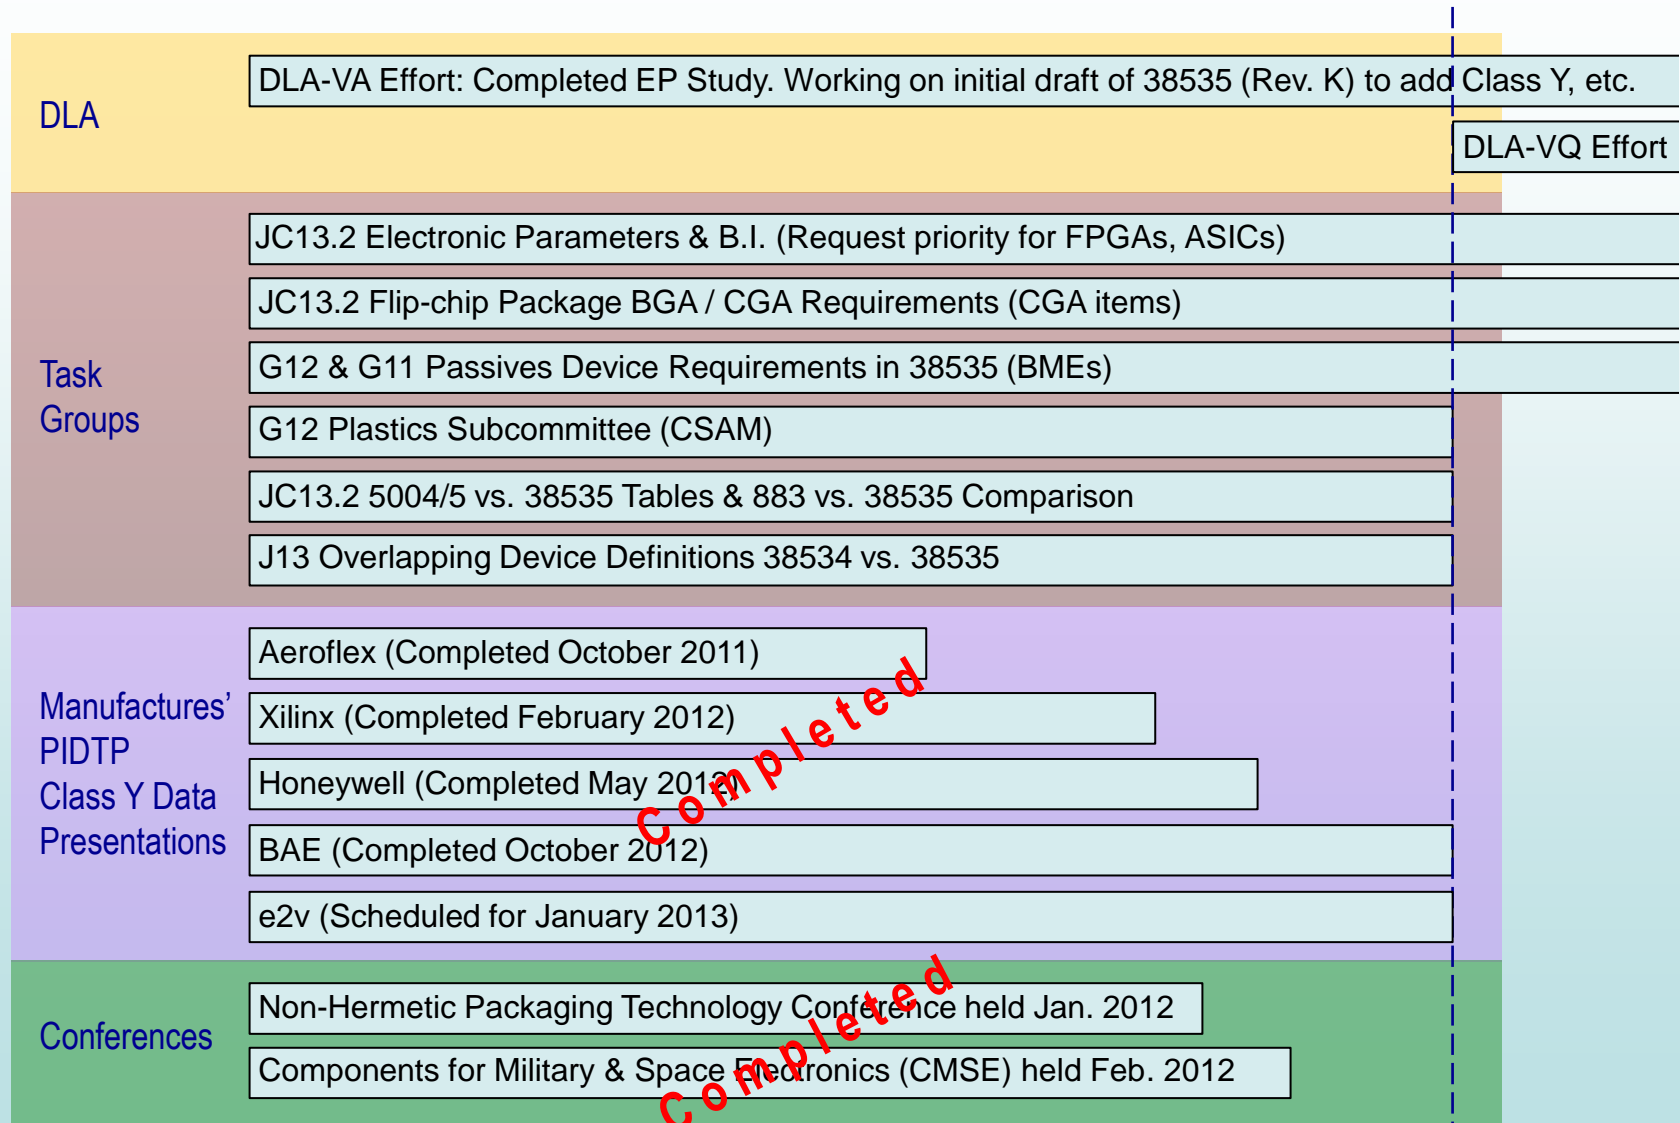 DLA
DLA-VA Effort: Completed EP Study. Working on initial draft of 38535 (Rev. K) to add Class Y, etc.
DLA-VQ Effort
Task
Groups
JC13.2 Electronic Parameters & B.I. (Request priority for FPGAs, ASICs)
JC13.2 Flip-chip Package BGA / CGA Requirements (CGA items)
G12 & G11 Passives Device Requirements in 38535 (BMEs)
G12 Plastics Subcommittee (CSAM)
JC13.2 5004/5 vs. 38535 Tables & 883 vs. 38535 Comparison
J13 Overlapping Device Definitions 38534 vs. 38535
Manufactures’
PIDTP
Class Y Data
Presentations
Aeroflex (Completed October 2011)
Xilinx (Completed February 2012)
Honeywell (Completed May 2012)
BAE (Completed October 2012)
e2v (Scheduled for January 2013)
Completed
Conferences
Non-Hermetic Packaging Technology Conference held Jan. 2012
Components for Military & Space Electronics (CMSE) held Feb. 2012
Completed